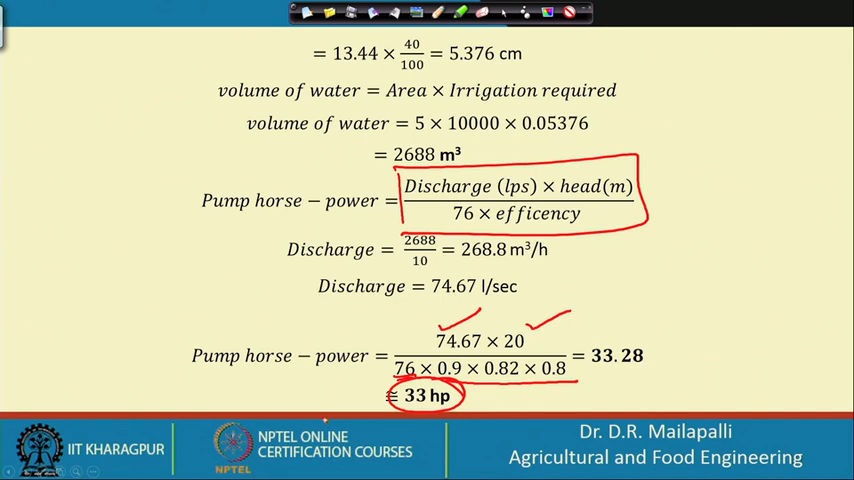 = 13.44 × 40/100 = 5.376 cm
volume of water = Area × Irrigation required
volume of water = 5 × 10000 × 0.05376
= 2688 m³
Pump horse − power = Discharge (lps) × head(m) / 76 × efficency
Discharge = 2688/10 = 268.8 m³/h
Discharge = 74.67 l/sec
Pump horse − power = 74.67 × 20 / 76 × 0.9 × 0.82 × 0.8 = 33.28
≅ 33 hp
IIT KHARAGPUR
NPTEL
NPTEL ONLINE
CERTIFICATION COURSES
Dr. D.R. Mailapalli
Agricultural and Food Engineering